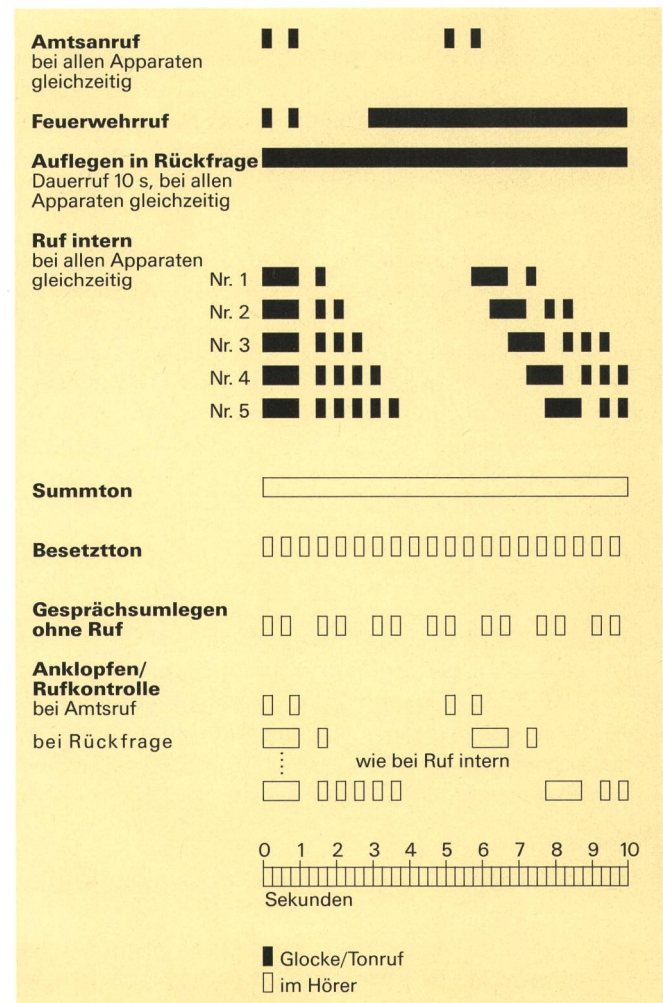 Amtsanruf
bei allen Apparaten
gleichzeitig
Feuerwehrruf
Auflegen in Rückfrage
Dauerruf 10 s, bei allen
Apparaten gleichzeitig
Ruf intern
bei allen Apparaten
gleichzeitig
Nr. 1
Nr. 2
Nr. 3
Nr. 4
Nr. 5
Summton
Besetztton
Gesprächsumlegen
ohne Ruf
Anklopfen/
Rufkontrolle
bei Amtsruf
bei Rückfrage
wie bei Ruf intern
0 1 2 3 4 5 6 7 8 9 10
Sekunden
Glocke/Tonruf
im Hörer